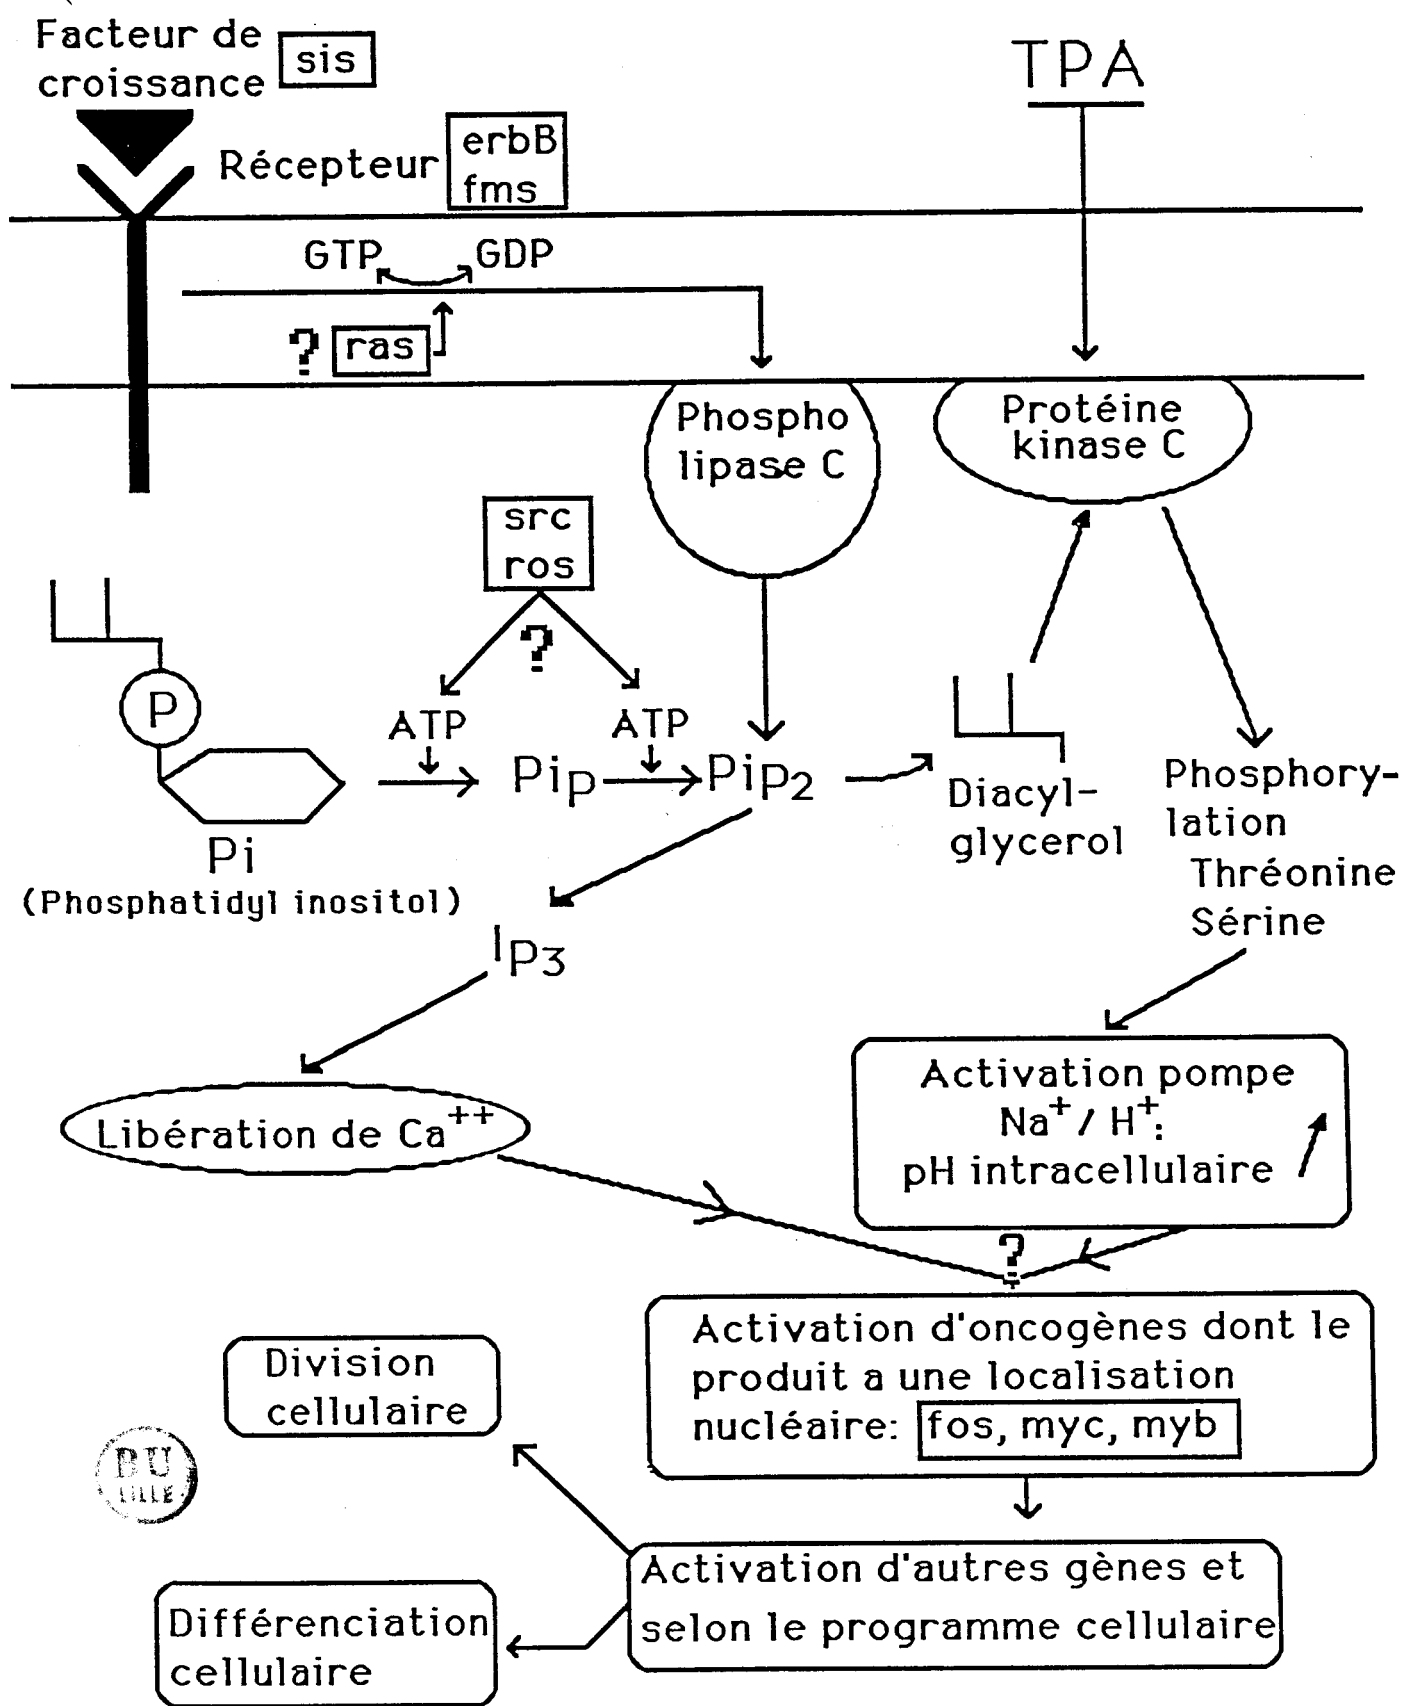 Facteur de
croissance
sis
TPA
Récepteur
erbB
fms
GTP
GDP
?
ras
Phospho
lipase C
Protéine
kinase C
src
ros
?
P
ATP
ATP
Pi
(Phosphatidyl inositol)
PiP
PiP2
Diacyl-
glycerol
Phosphory-
lation
Thréonine
Sérine
IP3
Libération de Ca++
Activation pompe
Na+ / H+:
pH intracellulaire
?
Activation d'oncogènes dont le
produit a une localisation
nucléaire: fos, myc, myb
Division
cellulaire
BU
LILLE
Activation d'autres gènes et
selon le programme cellulaire
Différenciation
cellulaire